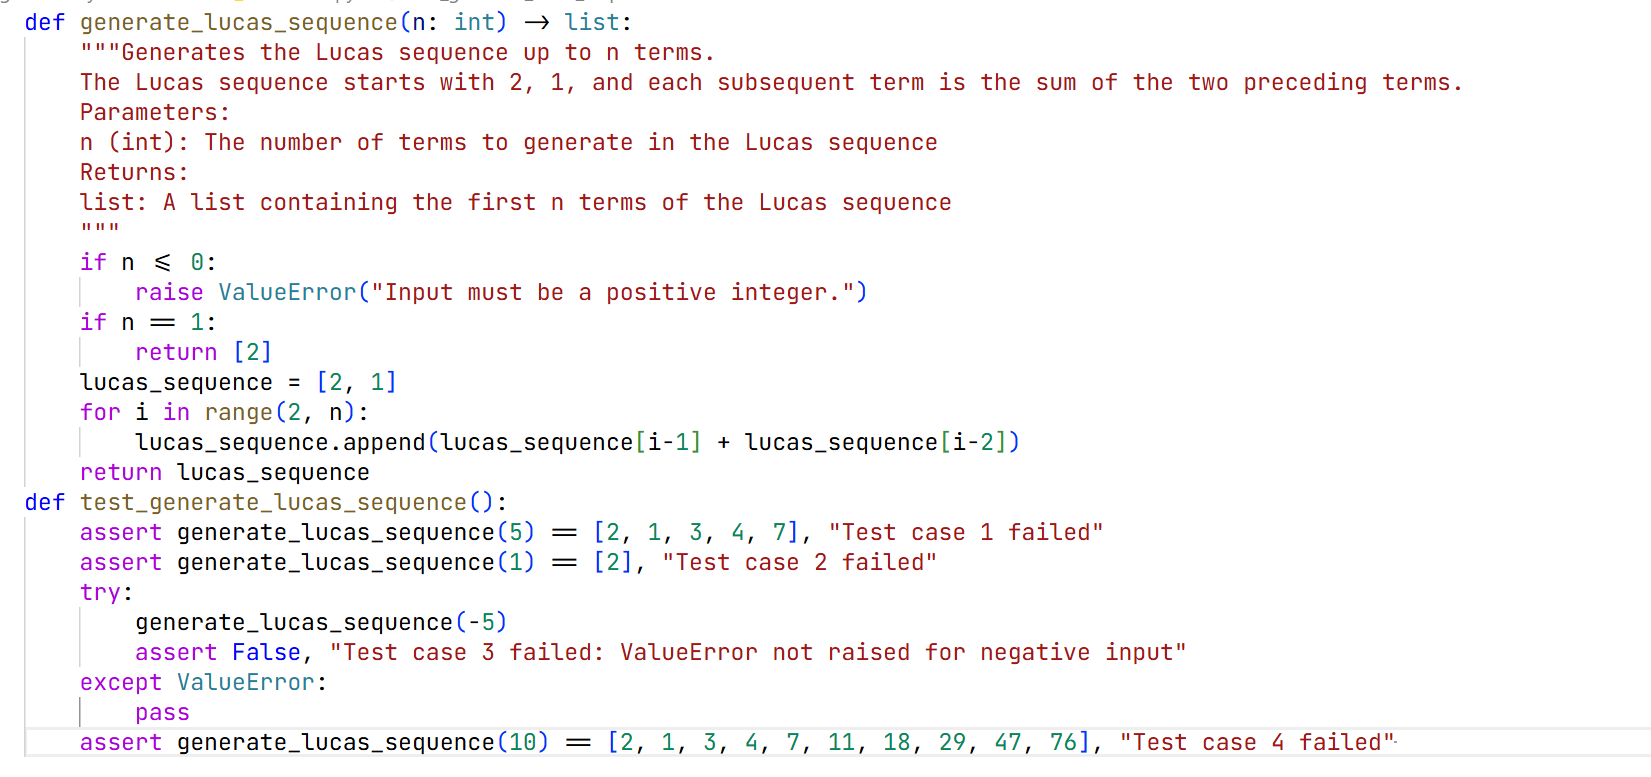 def generate_lucas_sequence(n: int) -> list:
    """Generates the Lucas sequence up to n terms.
    The Lucas sequence starts with 2, 1, and each subsequent term is the sum of the two preceding terms.
    Parameters:
    n (int): The number of terms to generate in the Lucas sequence
    Returns:
    list: A list containing the first n terms of the Lucas sequence
    """
    if n <= 0:
        raise ValueError("Input must be a positive integer.")
    if n == 1:
        return [2]
    lucas_sequence = [2, 1]
    for i in range(2, n):
        lucas_sequence.append(lucas_sequence[i-1] + lucas_sequence[i-2])
    return lucas_sequence
def test_generate_lucas_sequence():
    assert generate_lucas_sequence(5) == [2, 1, 3, 4, 7], "Test case 1 failed"
    assert generate_lucas_sequence(1) == [2], "Test case 2 failed"
    try:
        generate_lucas_sequence(-5)
        assert False, "Test case 3 failed: ValueError not raised for negative input"
    except ValueError:
        pass
    assert generate_lucas_sequence(10) == [2, 1, 3, 4, 7, 11, 18, 29, 47, 76], "Test case 4 failed"